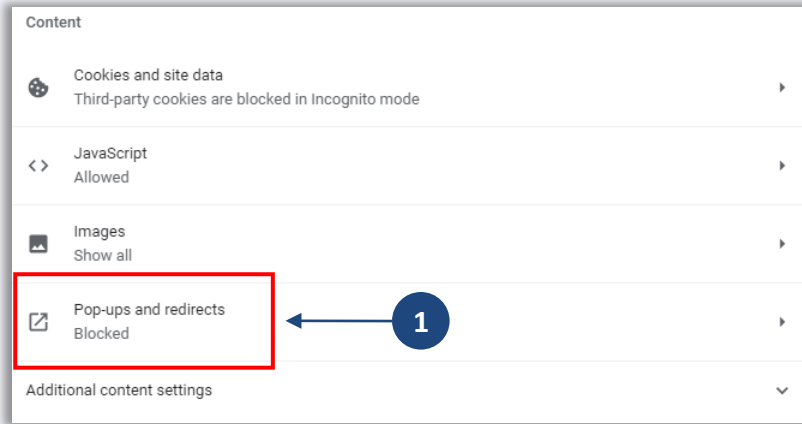 Content
Cookies and site data
Third-party cookies are blocked in Incognito mode
JavaScript
Allowed
Images
Show all
Pop-ups and redirects
Blocked
1
Additional content settings